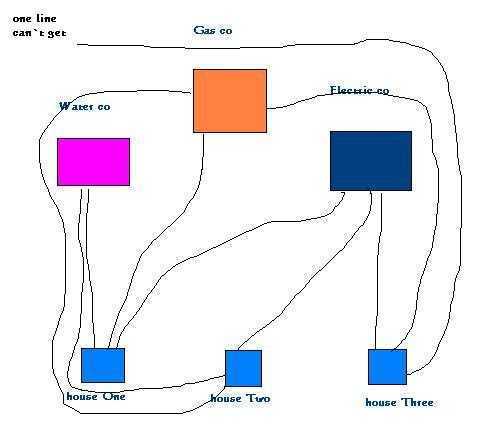 one line
can`t get
Gas co
Water co
Electric co
house One
house Two
house Three